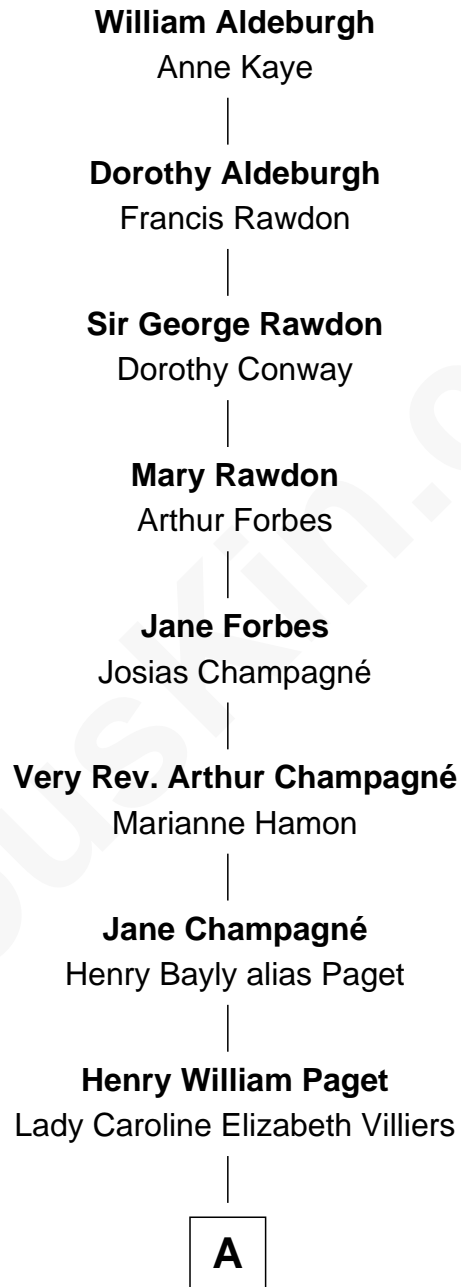 William Aldeburgh
Anne Kaye
Dorothy Aldeburgh
Francis Rawdon
Sir George Rawdon
Dorothy Conway
Mary Rawdon
Arthur Forbes
Jane Forbes
Josias Champagné
Very Rev. Arthur Champagné
Marianne Hamon
Jane Champagné
Henry Bayly alias Paget
Henry William Paget
Lady Caroline Elizabeth Villiers
A